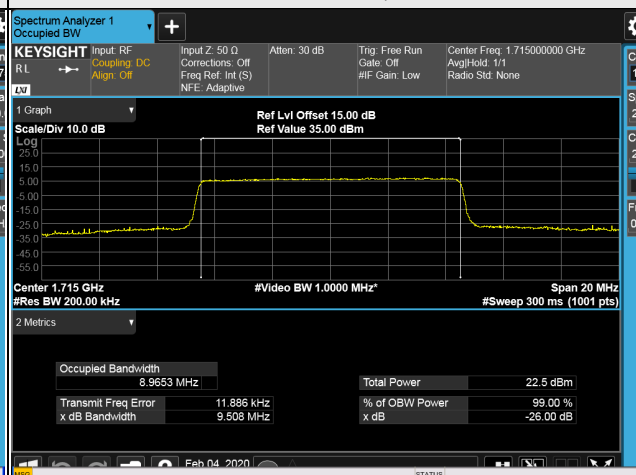 Spectrum Analyzer 1
Occupied BW
KEYSIGHT Input: RF Input Z: 50 Ω Atten: 30 dB Trig: Free Run Center Freq: 1.715000000 GHz
RL Coupling: DC Corrections: Off Gate: Off Avg|Hold: 1/1
Align: Off Freq Ref: Int (S) #IF Gain: Low Radio Std: None
LXI NFE: Adaptive
1 Graph Ref Lvl Offset 15.00 dB
Scale/Div 10.0 dB Ref Value 35.00 dBm
Log
25.0
15.0
5.00
-5.00
-15.0
-25.0
-35.0
-45.0
-55.0
Center 1.715 GHz #Video BW 1.0000 MHz* Span 20 MHz
#Res BW 200.00 kHz #Sweep 300 ms (1001 pts)
2 Metrics
Occupied Bandwidth
8.9653 MHz Total Power 22.5 dBm
Transmit Freq Error 11.886 kHz % of OBW Power 99.00 %
x dB Bandwidth 9.508 MHz x dB -26.00 dB
Feb 04, 2020
MSG STATUS